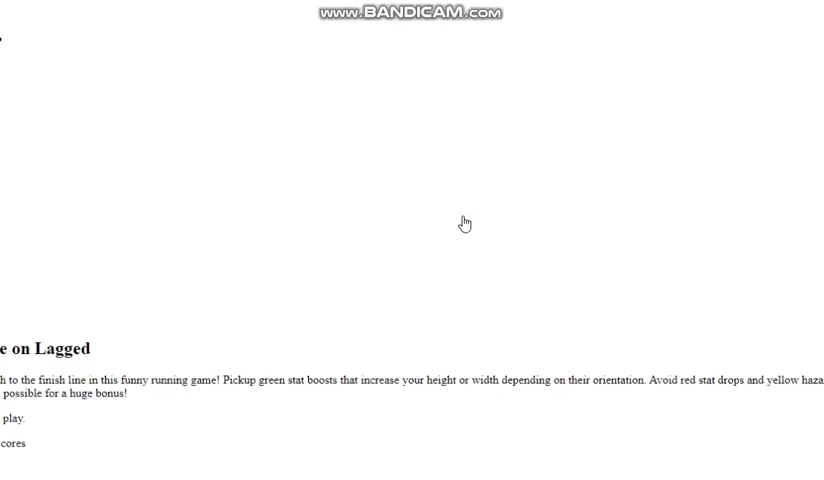 www.BANDICAM.com
e on Lagged
h to the finish line in this funny running game! Pickup green stat boosts that increase your height or width depending on their orientation. Avoid red stat drops and yellow haza
possible for a huge bonus!
play.
cores